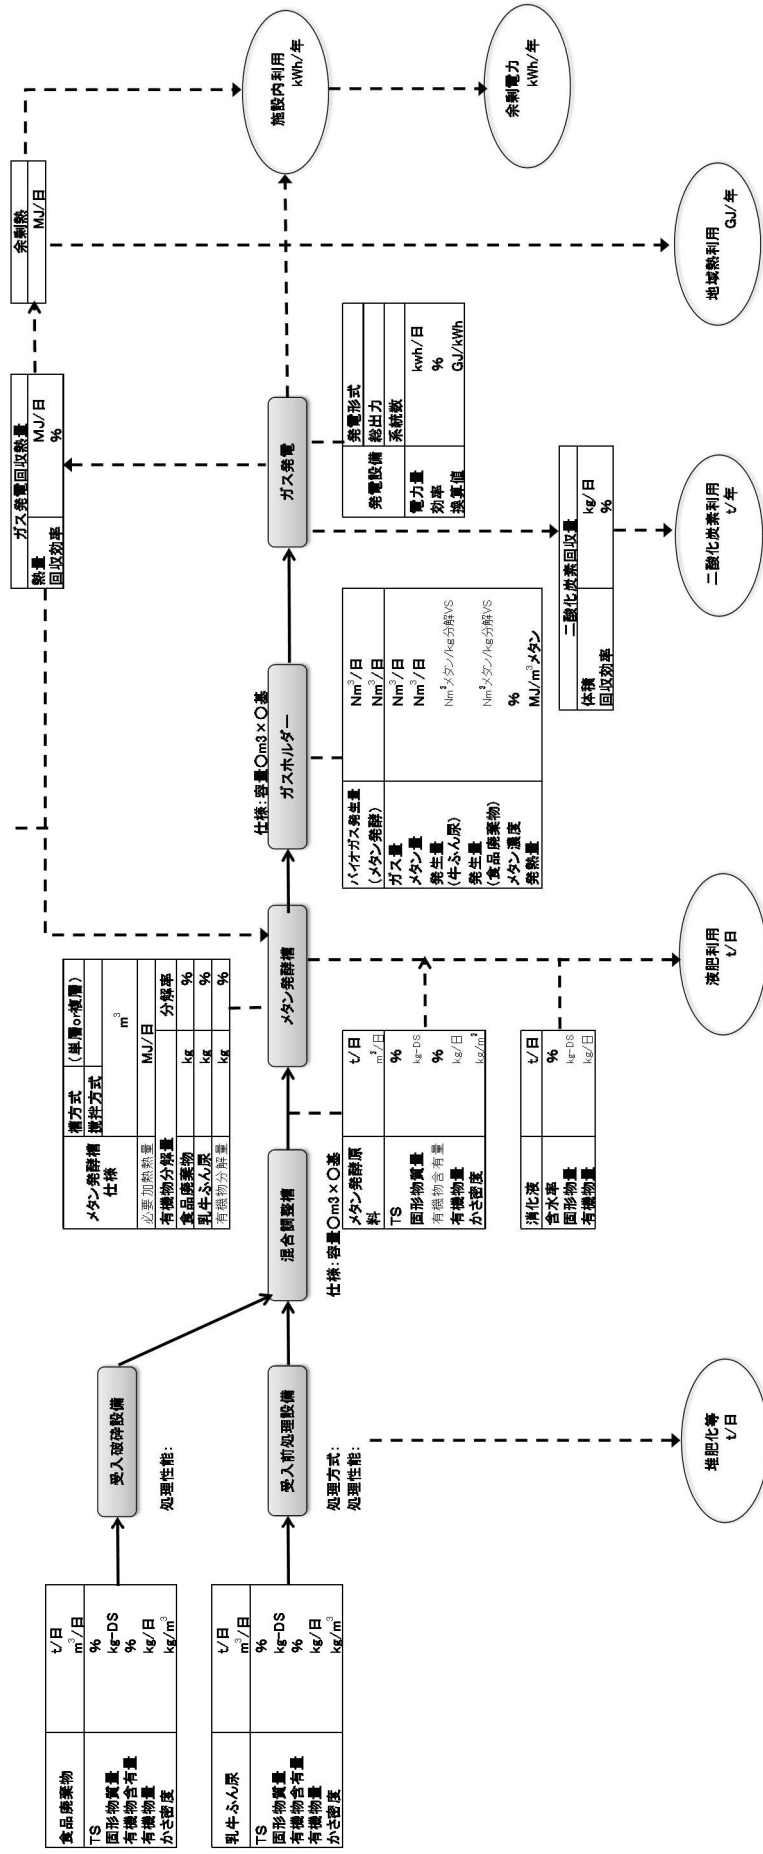 食品廃棄物 t/日
m³/日
TS %
固形物質量 kg-DS
有機物含有量 %
有機物量 kg/日
かさ密度 kg/m³
乳牛ふん尿 t/日
m³/日
TS %
固形物質量 kg-DS
有機物含有量 %
有機物量 kg/日
かさ密度 kg/m³
受入破砕設備
処理性能：
受入前処理設備
処理方式：
処理性能：
堆肥化等
t/日
メタン発酵槽
仕様
槽方式 （単層or複層）
攪拌方式
m³
必要加熱熱量 MJ/日
有機物分解量 分解率
食品廃棄物 kg %
乳牛ふん尿 kg %
有機物分解量 kg %
混合調整槽
仕様：容量〇m3×〇基
メタン発酵原
料
t/日
m³/日
TS %
固形物質量 kg-DS
有機物含有量 %
有機物量 kg/日
かさ密度 kg/m³
消化液 t/日
含水率 %
固形物量 kg-DS
有機物量 kg/日
メタン発酵槽
液肥利用
t/日
仕様：容量〇m3×〇基
ガスホルダー
バイオガス発生量 Nm³/日
（メタン発酵） Nm³/日
ガス量 Nm³/日
メタン量 Nm³/日
発生量
(牛ふん尿)
Nm³メタン/kg分解VS
発生量
(食品廃棄物)
Nm³メタン/kg分解VS
メタン濃度 %
発熱量 MJ/m³メタン
ガス発電回収熱量
熱量 MJ/日
回収効率 %
ガス発電
発電設備
発電形式
総出力
系統数
電力量 kwh/日
効率 %
換算値 GJ/kWh
二酸化炭素回収量
体積 kg/日
回収効率 %
二酸化炭素利用
t/年
余剰熱
MJ/日
地域熱利用
GJ/年
施設内利用
kWh/年
余剰電力
kWh/年